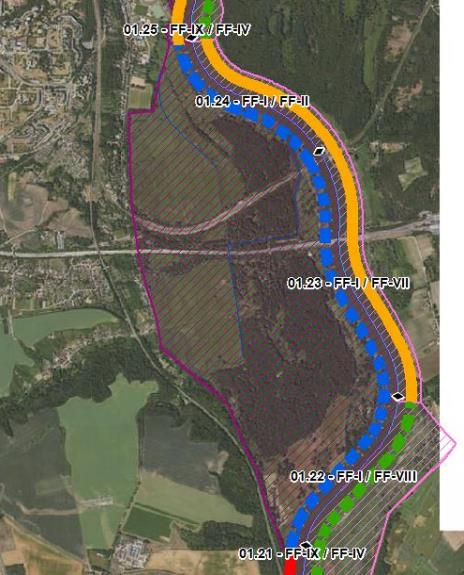 01.25 - FF-IX / FF-IV
01.24 - FF-I / FF-II
01.23 - FF-I / FF-VII
01.22 - FF-I / FF-VIII
01.21 - FF-IX / FF-IV